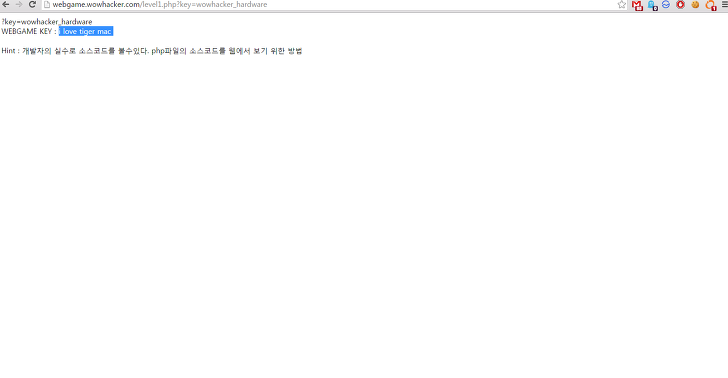 webgame.wowhacker.com/level1.php?key=wowhacker_hardware
?key=wowhacker_hardware
WEBGAME KEY : i love tiger mac
Hint : 개발자의 실수로 소스코드를 볼수있다. php파일의 소스코드를 웹에서 보기 위한 방법